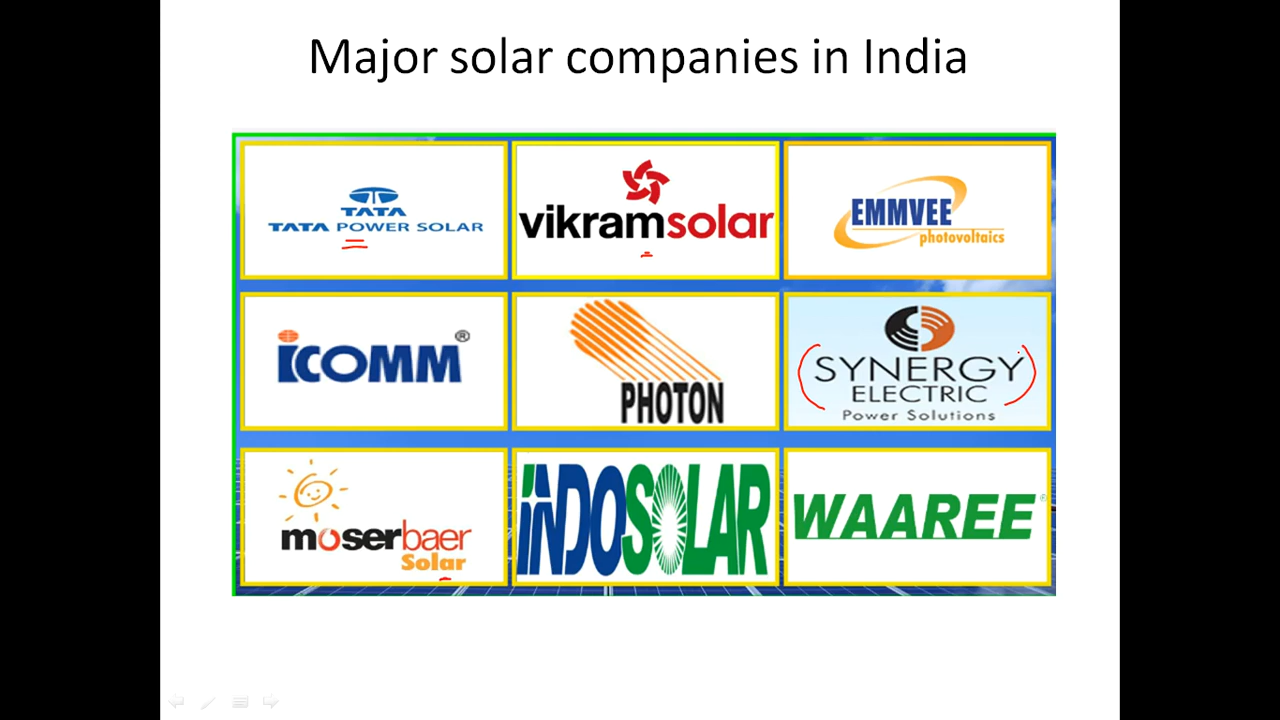 Major solar companies in India
TATA
TATA POWER SOLAR
vikramsolar
EMMVEE
photovoltaics
iCOMM ®
PHOTON
SYNERGY
ELECTRIC
Power Solutions
moserbaer
Solar
iNDOSOLAR
WAAREE ®